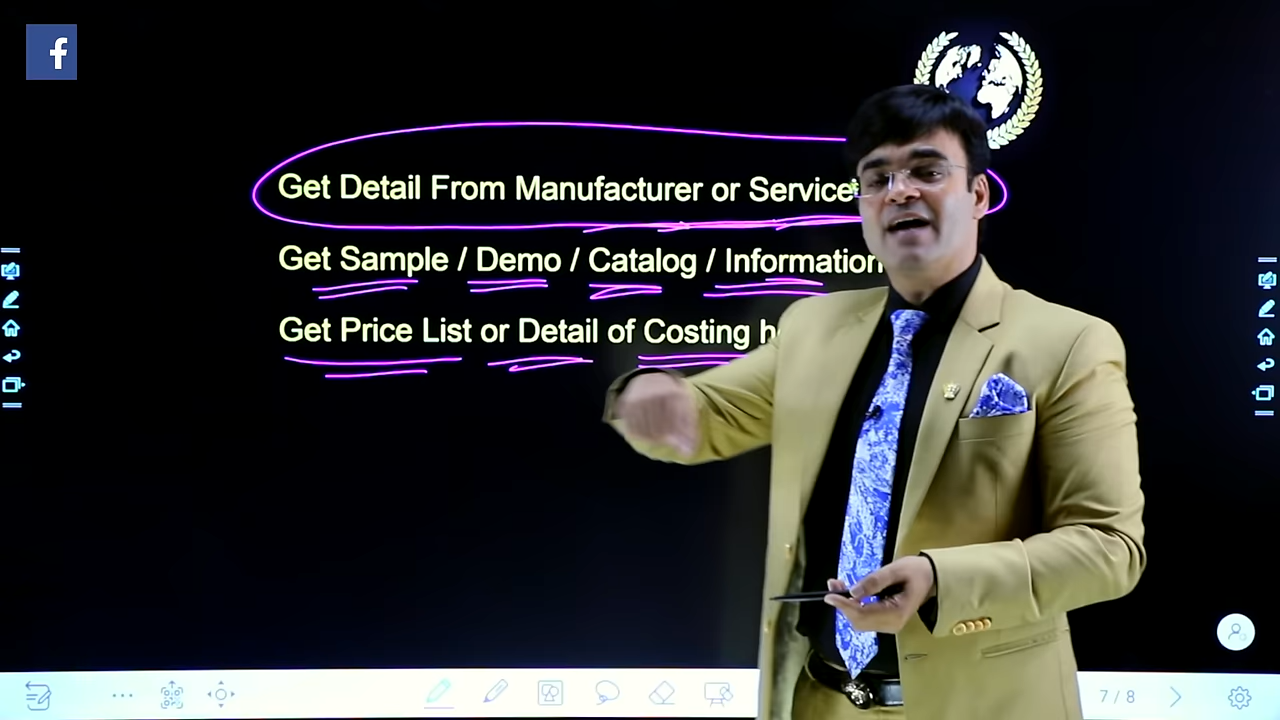 f
Get Detail From Manufacturer or Service
Get Sample / Demo / Catalog / Information
Get Price List or Detail of Costing
7 / 8